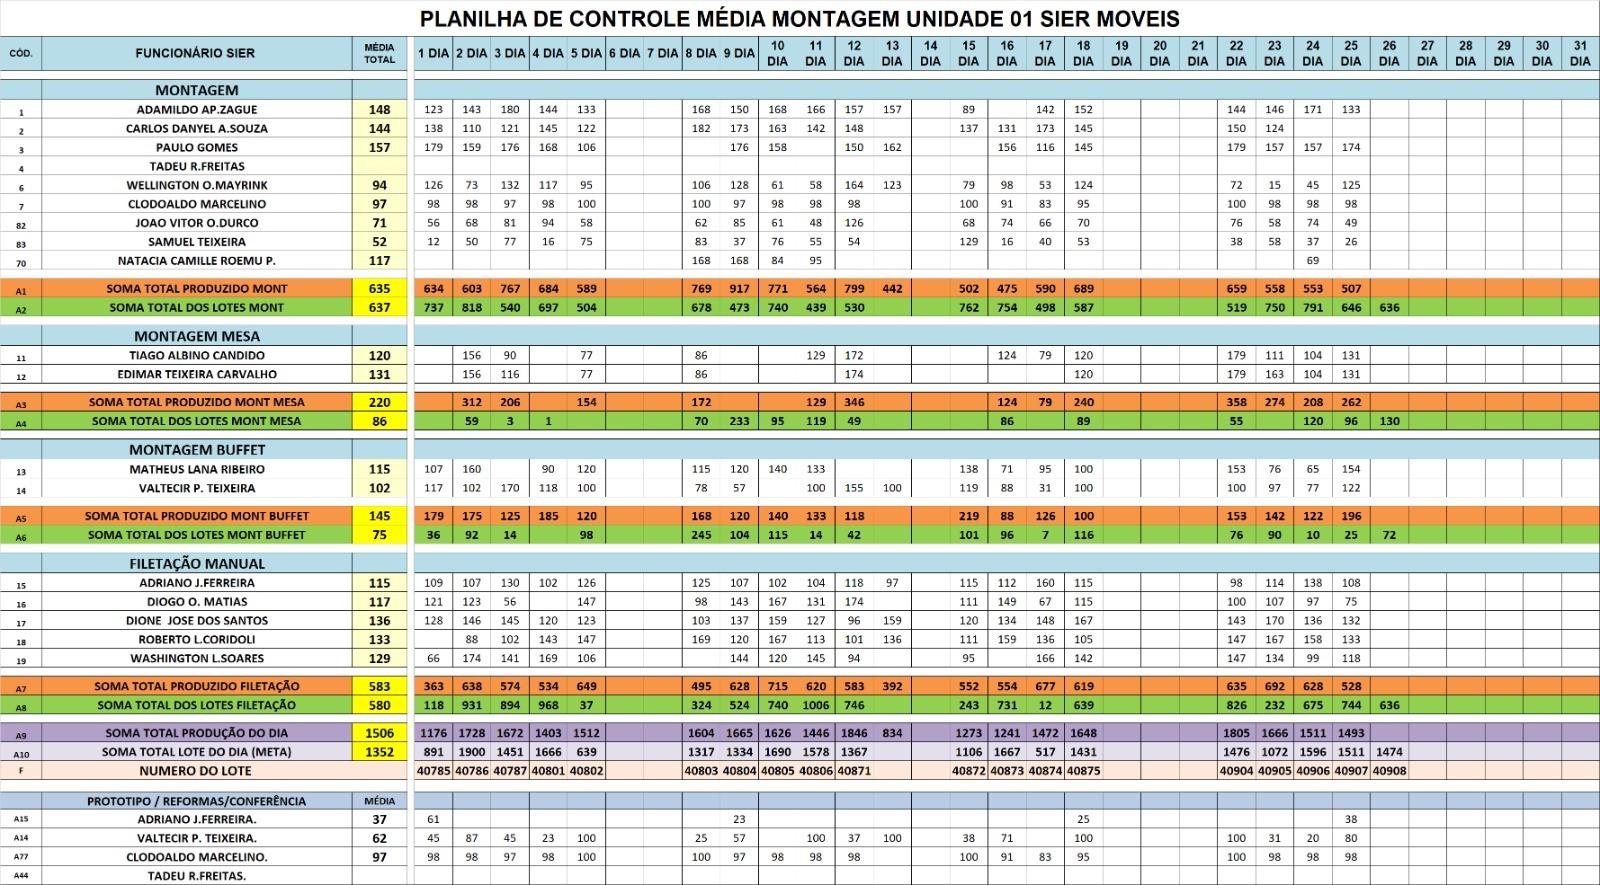 PLANILHA DE CONTROLE MÉDIA MONTAGEM UNIDADE 01 SIER MOVEIS
CÓD. FUNCIONÁRIO SIER MÉDIA TOTAL 1 DIA 2 DIA 3 DIA 4 DIA 5 DIA 6 DIA 7 DIA 8 DIA 9 DIA 10 DIA 11 DIA 12 DIA 13 DIA 14 DIA 15 DIA 16 DIA 17 DIA 18 DIA 19 DIA 20 DIA 21 DIA 22 DIA 23 DIA 24 DIA 25 DIA 26 DIA 27 DIA 28 DIA 29 DIA 30 DIA 31 DIA
MONTAGEM
1 ADAMILDO AP.ZAGUE 148 123 143 180 144 133 168 150 168 166 157 157 89 142 152 144 146 171 133
2 CARLOS DANYEL A.SOUZA 144 138 110 121 145 122 182 173 163 142 148 137 131 173 145 150 124
3 PAULO GOMES 157 179 159 176 168 106 176 158 150 162 156 116 145 179 157 157 174
4 TADEU R.FREITAS
6 WELLINGTON O.MAYRINK 94 126 73 132 117 95 106 128 61 58 164 123 79 98 53 124 72 15 45 125
7 CLODOALDO MARCELINO 97 98 98 97 98 100 100 97 98 98 98 100 91 83 95 100 98 98 98
82 JOAO VITOR O.DURCO 71 56 68 81 94 58 62 85 61 48 126 68 74 66 70 76 58 74 49
83 SAMUEL TEIXEIRA 52 12 50 77 16 75 83 37 76 55 54 129 16 40 53 38 58 37 26
70 NATACIA CAMILLE ROEMU P. 117 168 168 84 95 69
A1 SOMA TOTAL PRODUZIDO MONT 635 634 603 767 684 589 769 917 771 564 799 442 502 475 590 689 659 558 553 507
A2 SOMA TOTAL DOS LOTES MONT 637 737 818 540 697 504 678 473 740 439 530 762 754 498 587 519 750 791 646 636
MONTAGEM MESA
11 TIAGO ALBINO CANDIDO 120 156 90 77 86 129 172 124 79 120 179 111 104 131
12 EDIMAR TEIXEIRA CARVALHO 131 156 116 77 86 174 120 179 163 104 131
A3 SOMA TOTAL PRODUZIDO MONT MESA 220 312 206 154 172 129 346 124 79 240 358 274 208 262
A4 SOMA TOTAL DOS LOTES MONT MESA 86 59 3 1 70 233 95 119 49 86 89 55 120 96 130
MONTAGEM BUFFET
13 MATHEUS LANA RIBEIRO 115 107 160 90 120 115 120 140 133 138 71 95 100 153 76 65 154
14 VALTECIR P. TEIXEIRA 102 117 102 170 118 100 78 57 100 155 100 119 88 31 100 100 97 77 122
A5 SOMA TOTAL PRODUZIDO MONT BUFFET 145 179 175 125 185 120 168 120 140 133 118 219 88 126 100 153 142 122 196
A6 SOMA TOTAL DOS LOTES MONT BUFFET 75 36 92 14 98 245 104 115 14 42 101 96 7 116 76 90 10 25 72
FILETAÇÃO MANUAL
15 ADRIANO J.FERREIRA 115 109 107 130 102 126 125 107 102 104 118 97 115 112 160 115 98 114 138 108
16 DIOGO O. MATIAS 117 121 123 56 147 98 143 167 131 174 111 149 67 115 100 107 97 75
17 DIONE JOSE DOS SANTOS 136 128 146 145 120 123 103 137 159 127 96 159 120 134 148 167 143 170 136 132
18 ROBERTO L.CORIDOLI 133 88 102 143 147 169 120 167 113 101 136 111 159 136 105 147 167 158 133
19 WASHINGTON L.SOARES 129 66 174 141 169 106 144 120 145 94 95 166 142 147 134 99 118
A7 SOMA TOTAL PRODUZIDO FILETAÇÃO 583 363 638 574 534 649 495 628 715 620 583 392 552 554 677 619 635 692 628 528
A8 SOMA TOTAL DOS LOTES FILETAÇÃO 580 118 931 894 968 37 324 524 740 1006 746 243 731 12 639 826 232 675 744 636
A9 SOMA TOTAL PRODUÇÃO DO DIA 1506 1176 1728 1672 1403 1512 1604 1665 1626 1446 1846 834 1273 1241 1472 1648 1805 1666 1511 1493
A10 SOMA TOTAL LOTE DO DIA (META) 1352 891 1900 1451 1666 639 1317 1334 1690 1578 1367 1106 1667 517 1431 1476 1072 1596 1511 1474
F NUMERO DO LOTE 40785 40786 40787 40801 40802 40803 40804 40805 40806 40871 40872 40873 40874 40875 40904 40905 40906 40907 40908
PROTOTIPO / REFORMAS/CONFERÊNCIA MÉDIA
A15 ADRIANO J.FERREIRA. 37 61 23 25 38
A14 VALTECIR P. TEIXEIRA. 62 45 87 45 23 100 25 57 100 37 100 38 71 100 100 31 20 80
A77 CLODOALDO MARCELINO. 97 98 98 97 98 100 100 97 98 98 98 100 91 83 95 100 98 98 98
A44 TADEU R.FREITAS.